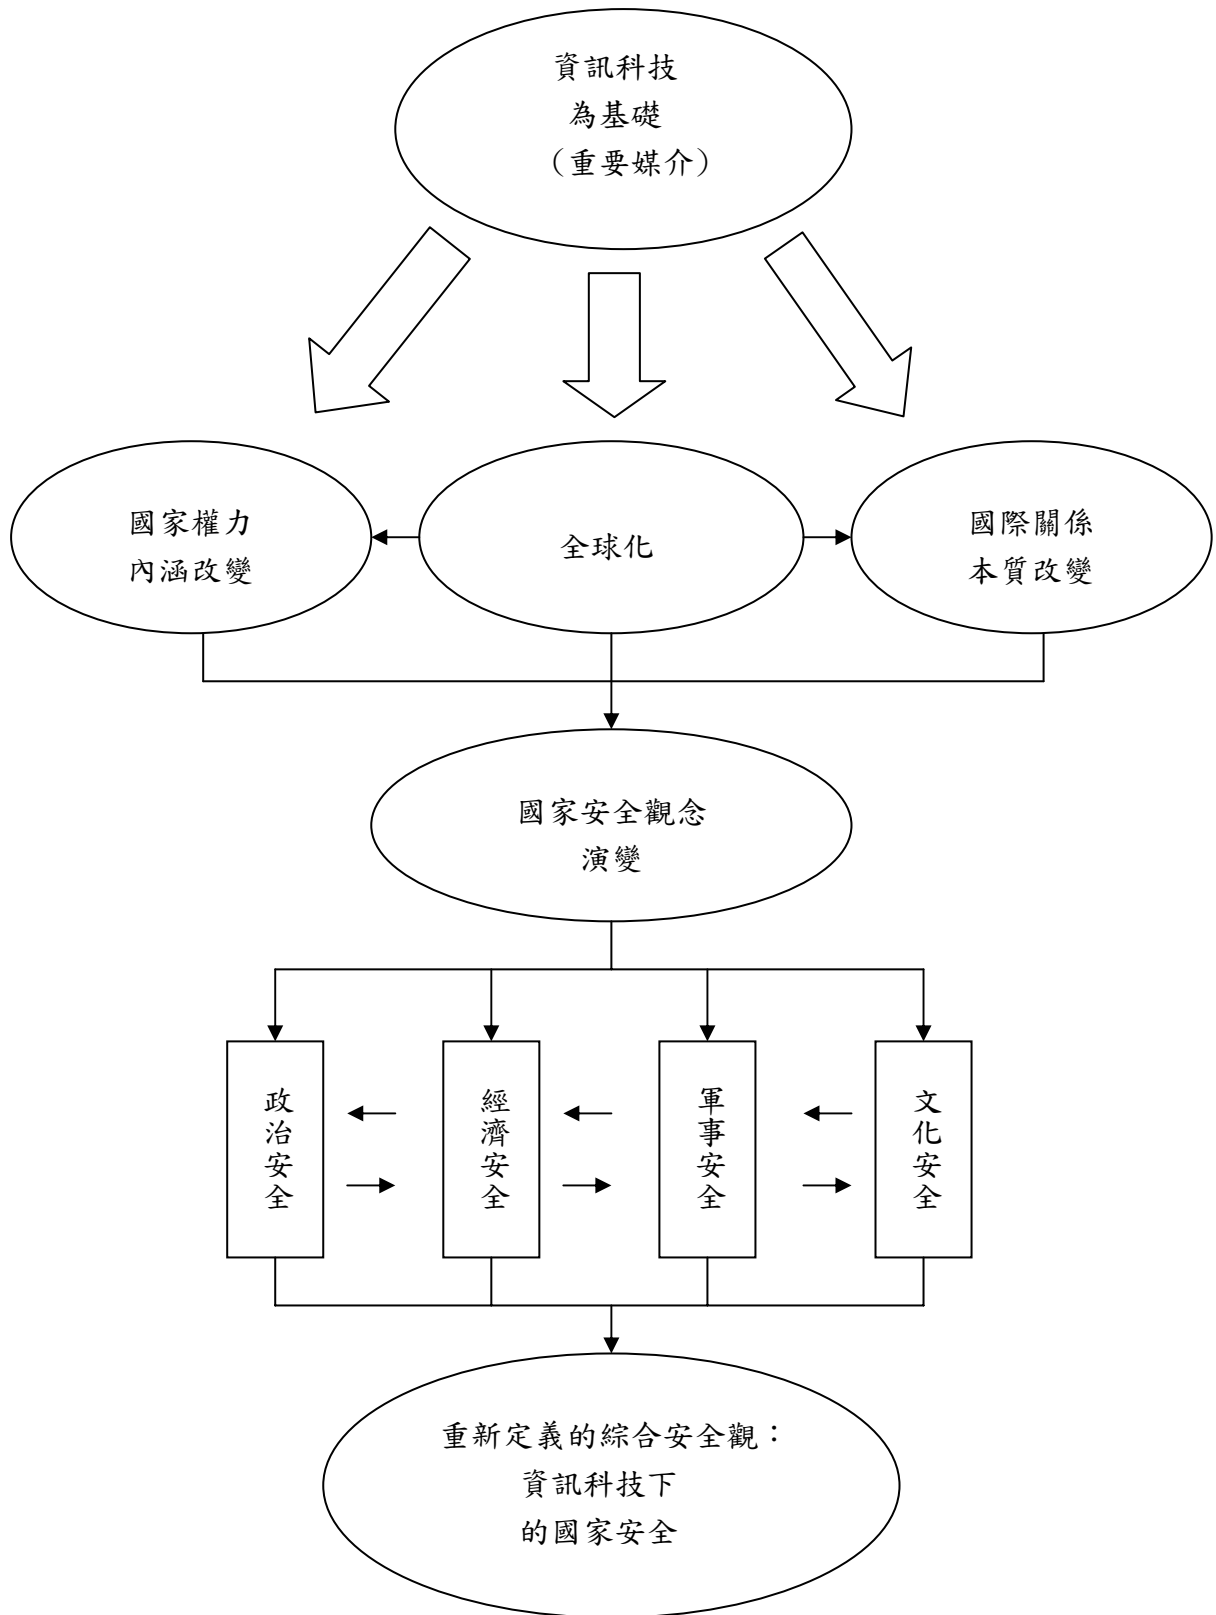 資訊科技
為基礎
（重要媒介）
國家權力
內涵改變
全球化
國際關係
本質改變
國家安全觀念
演變
政治安全
經濟安全
軍事安全
文化安全
重新定義的綜合安全觀：
資訊科技下
的國家安全